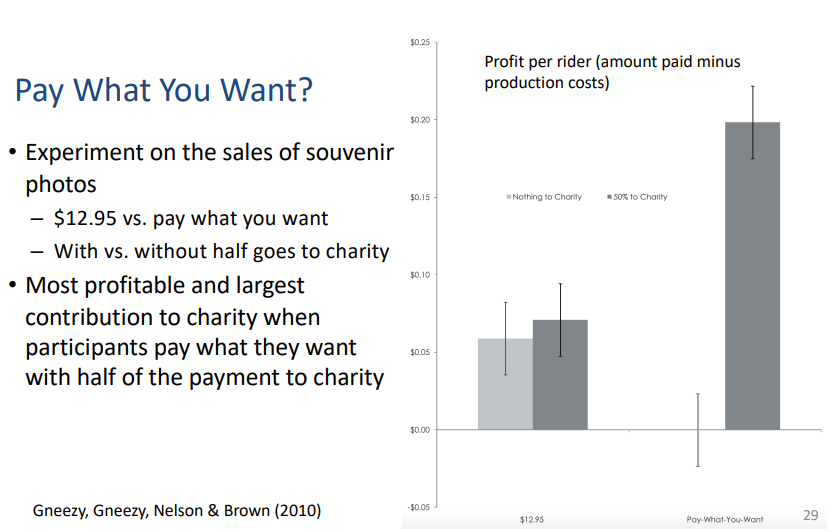 Pay What You Want?
• Experiment on the sales of souvenir
photos
– $12.95 vs. pay what you want
– With vs. without half goes to charity
• Most profitable and largest
contribution to charity when
participants pay what they want
with half of the payment to charity
Gneezy, Gneezy, Nelson & Brown (2010)
Profit per rider (amount paid minus
production costs)
$0.25
$0.20
$0.15
$0.10
$0.05
$0.00
-$0.05
Nothing to Charity
50% to Charity
$12.95
Pay-What-You-Want
29